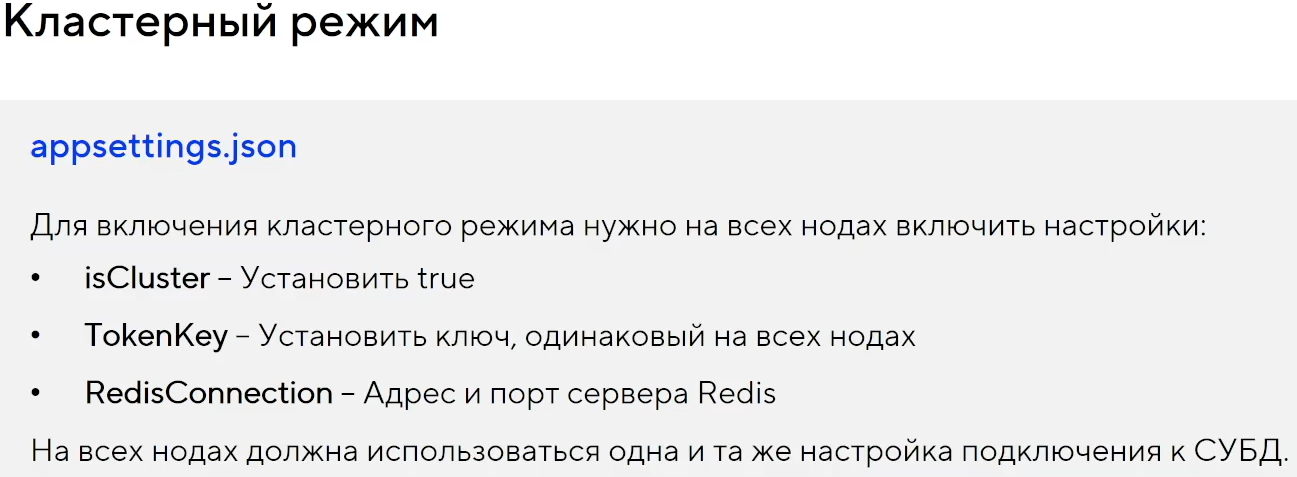 Кластерный режим
appsettings.json
Для включения кластерного режима нужно на всех нодах включить настройки:
• isCluster – Установить true
• TokenKey – Установить ключ, одинаковый на всех нодах
• RedisConnection – Адрес и порт сервера Redis
На всех нодах должна использоваться одна и та же настройка подключения к СУБД.